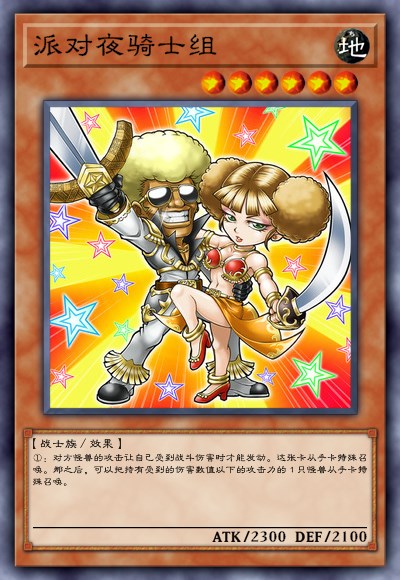 派对夜骑士组
地
【战士族／效果】
①：对方怪兽的攻击让自己受到战斗伤害时才能发动。这张卡从手卡特殊召
唤。那之后，可以把持有受到的伤害数值以下的攻击力的1只怪兽从手卡特
殊召唤。
ATK/2300 DEF/2100